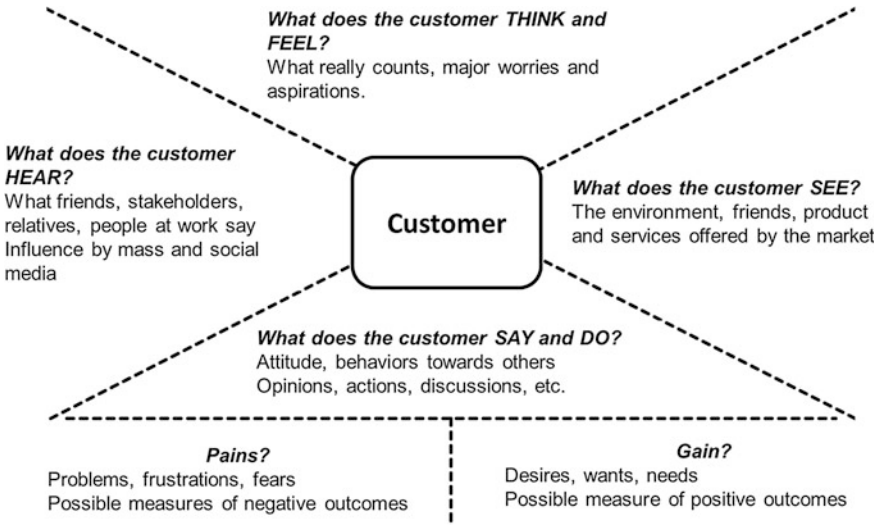 What does the customer THINK and
FEEL?
What really counts, major worries and
aspirations.
What does the customer
HEAR?
What friends, stakeholders,
relatives, people at work say
Influence by mass and social
media
Customer
What does the customer SEE?
The environment, friends, product
and services offered by the market
What does the customer SAY and DO?
Attitude, behaviors towards others
Opinions, actions, discussions, etc.
Pains?
Problems, frustrations, fears
Possible measures of negative outcomes
Gain?
Desires, wants, needs
Possible measure of positive outcomes